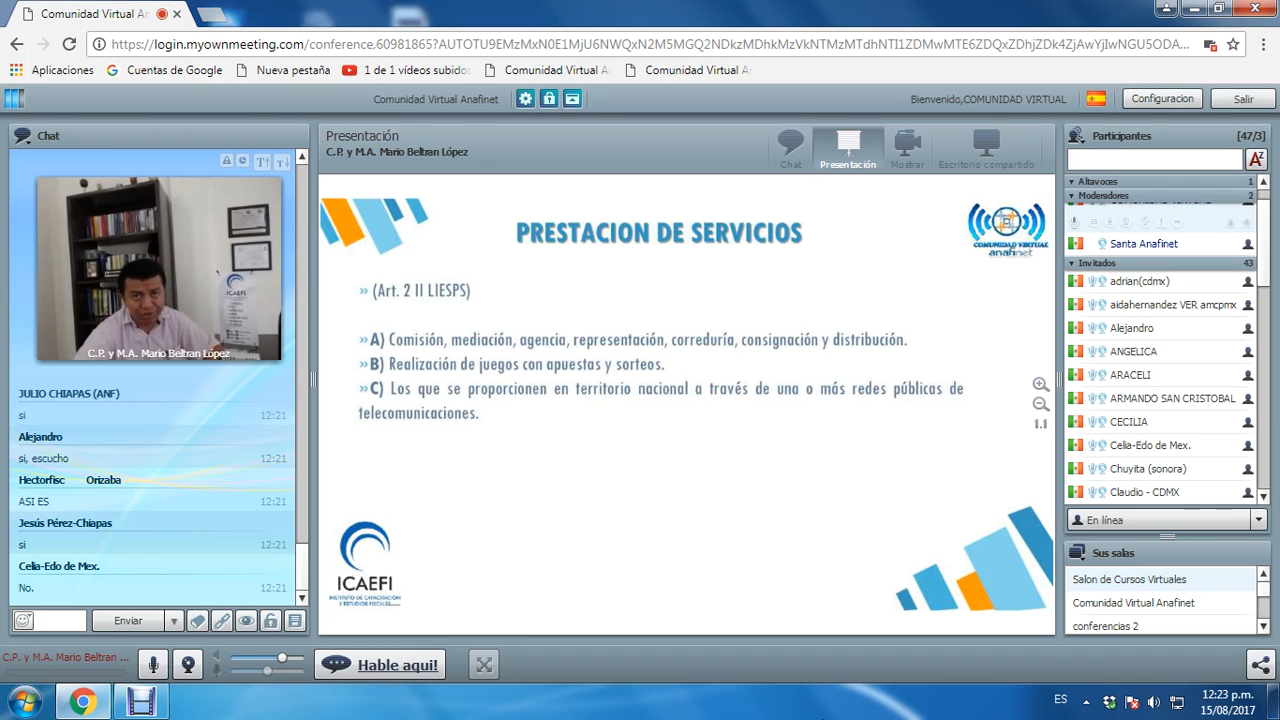 Comunidad Virtual An
https://login.myownmeeting.com/conference,60981865?AUTOTU9EMzMxN0E1MjU6NWQxN2M5MGQ2NDkzMDhkMzVkNTMzMTdhNTI1ZDMwMTE6ZDQxZDhjZDk4ZjAwYjIwNGU5ODA...
Aplicaciones
Cuentas de Google
Nueva pestaña
1 de 1 vídeos subidos
Comunidad Virtual A
Comunidad Virtual A
Comunidad Virtual Anafinet
Bienvenido,COMUNIDAD VIRTUAL
Configuracion
Salir
Chat
C.P. y M.A. Mario Beltran López
ICAEFI
JULIO CHIAPAS (ANF)
si 12:21
Alejandro
si, escucho 12:21
Hectorfisc Orizaba
ASI ES 12:21
Jesús Pérez-Chiapas
si 12:21
Celia-Edo de Mex.
No. 12:21
Enviar
Presentación
C.P. y M.A. Mario Beltran López
Chat
Presentación
Mostrar
Escritorio compartido
PRESTACION DE SERVICIOS
COMUNIDAD VIRTUAL
anafinet
» (Art. 2 II LIESPS)
»A) Comisión, mediación, agencia, representación, correduría, consignación y distribución.
»B) Realización de juegos con apuestas y sorteos.
»C) Los que se proporcionen en territorio nacional a través de una o más redes públicas de
telecomunicaciones.
1.1
ICAEFI
INSTITUTO DE CAPACITACIÓN
Y ESTUDIOS FISCALES
Participantes [47/3]
Altavoces 1
Moderadores 2
Santa Anafinet
Invitados 43
adrian(cdmx)
aidahernandez VER amcpmx
Alejandro
ANGELICA
ARACELI
ARMANDO SAN CRISTOBAL
CECILIA
Celia-Edo de Mex.
Chuyita (sonora)
Claudio - CDMX
En línea
Sus salas
Salon de Cursos Virtuales
Comunidad Virtual Anafinet
conferencias 2
C.P. y M.A. Mario Beltran ...
Hable aqui!
ES
12:23 p.m.
15/08/2017